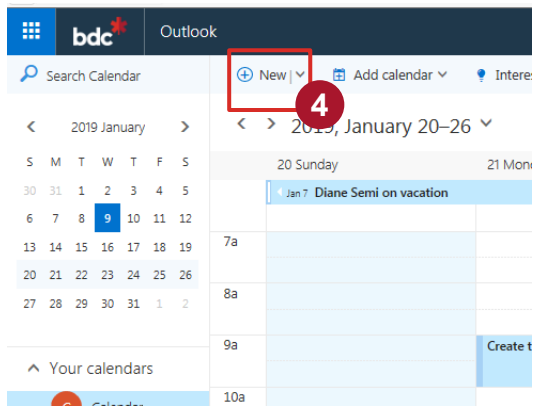 bdc* Outlook
Search Calendar New Add calendar
4
2019 January 2019, January 20–26
S M T W T F S 20 Sunday
30 31 1 2 3 4 5 Jan 7 Diane Semi on vacation
6 7 8 9 10 11 12
13 14 15 16 17 18 19 7a
20 21 22 23 24 25 26
27 28 29 30 31 1 2 8a
9a Create
Your calendars
10a